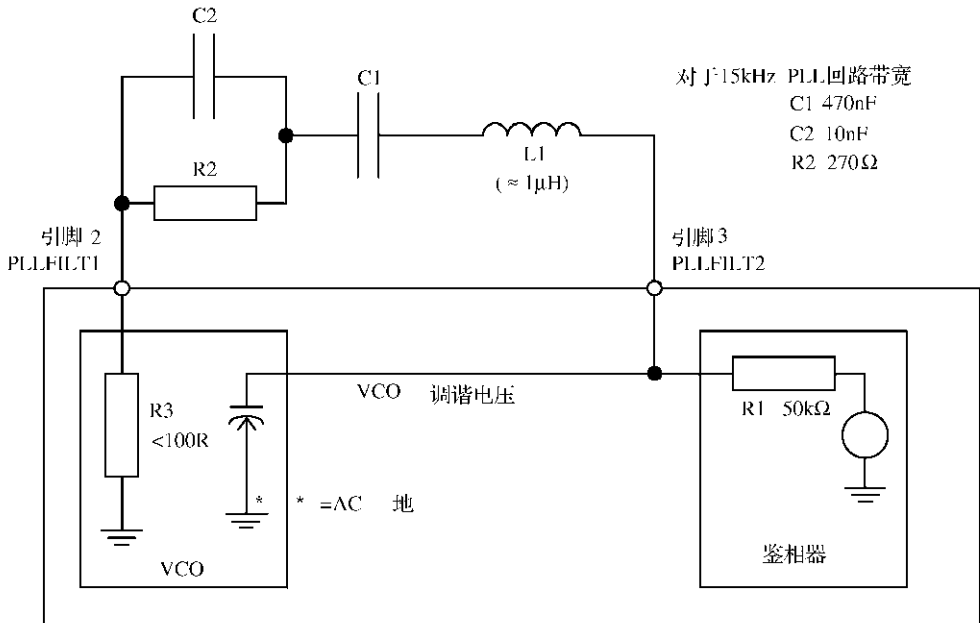 C2
C1
对于15kHz PLL回路带宽
C1 470nF
C2 10nF
R2 270Ω
L1
(≈1μH)
R2
引脚 2
PLLFILT1
引脚 3
PLLFILT2
VCO 调谐电压
R1 50kΩ
R3
<100R
* * =AC 地
VCO
鉴相器